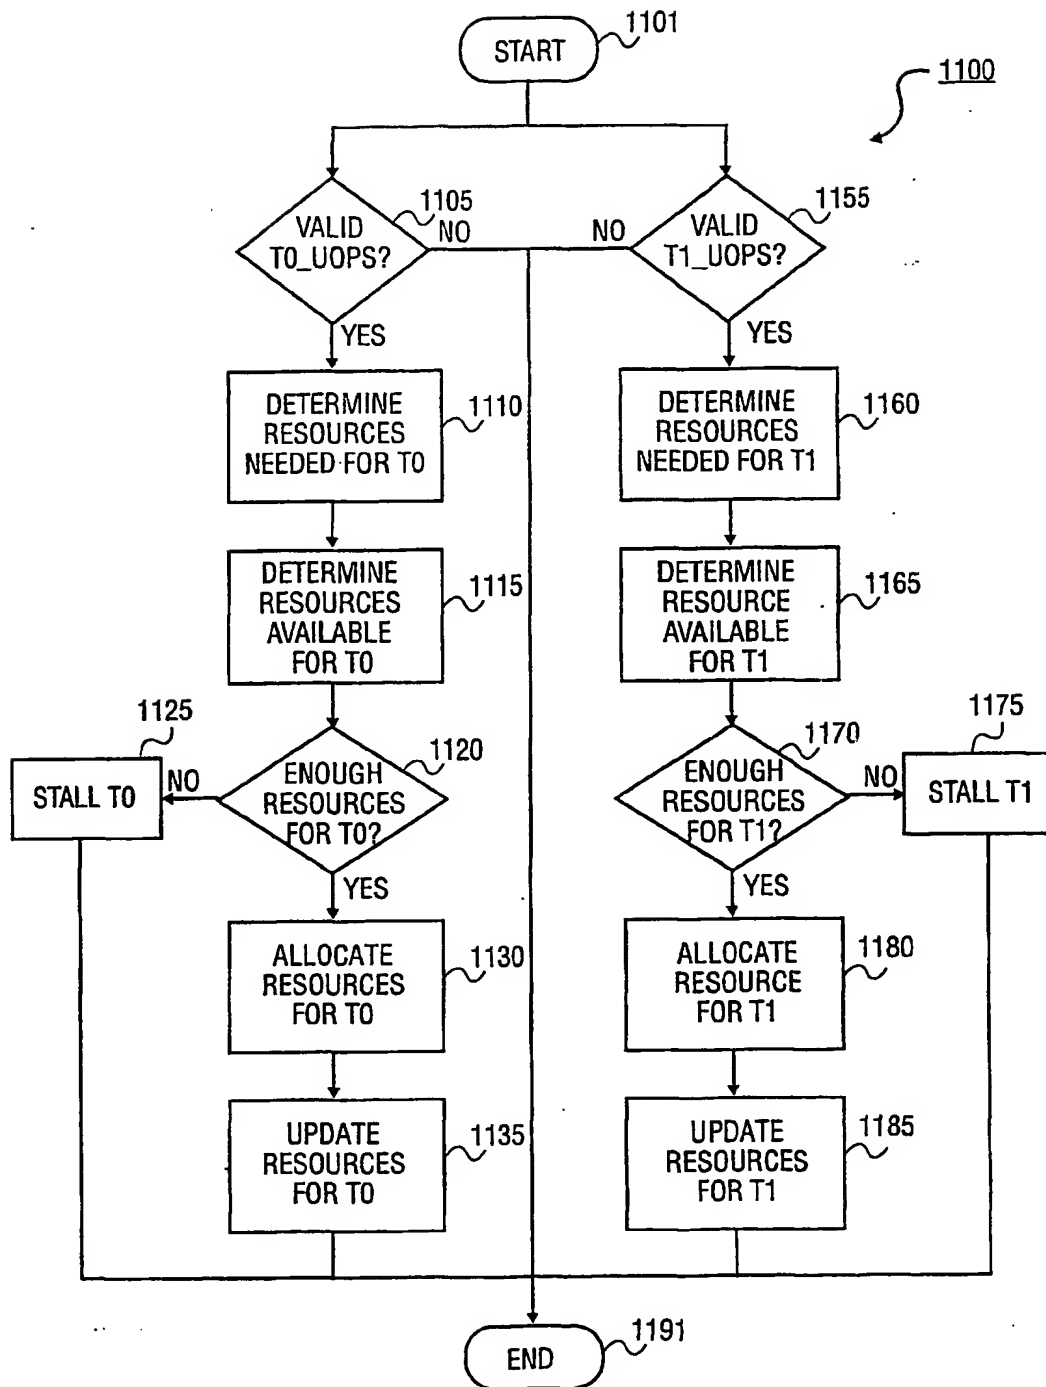 START
1101
1100
VALID
T0_UOPS?
1105
NO
YES
VALID
T1_UOPS?
1155
NO
YES
DETERMINE
RESOURCES
NEEDED FOR T0
1110
DETERMINE
RESOURCES
NEEDED FOR T1
1160
DETERMINE
RESOURCES
AVAILABLE
FOR T0
1115
DETERMINE
RESOURCE
AVAILABLE
FOR T1
1165
1125
STALL T0
NO
ENOUGH
RESOURCES
FOR T0?
1120
YES
ENOUGH
RESOURCES
FOR T1?
1170
NO
YES
1175
STALL T1
ALLOCATE
RESOURCES
FOR T0
1130
ALLOCATE
RESOURCE
FOR T1
1180
UPDATE
RESOURCES
FOR T0
1135
UPDATE
RESOURCES
FOR T1
1185
END
1191